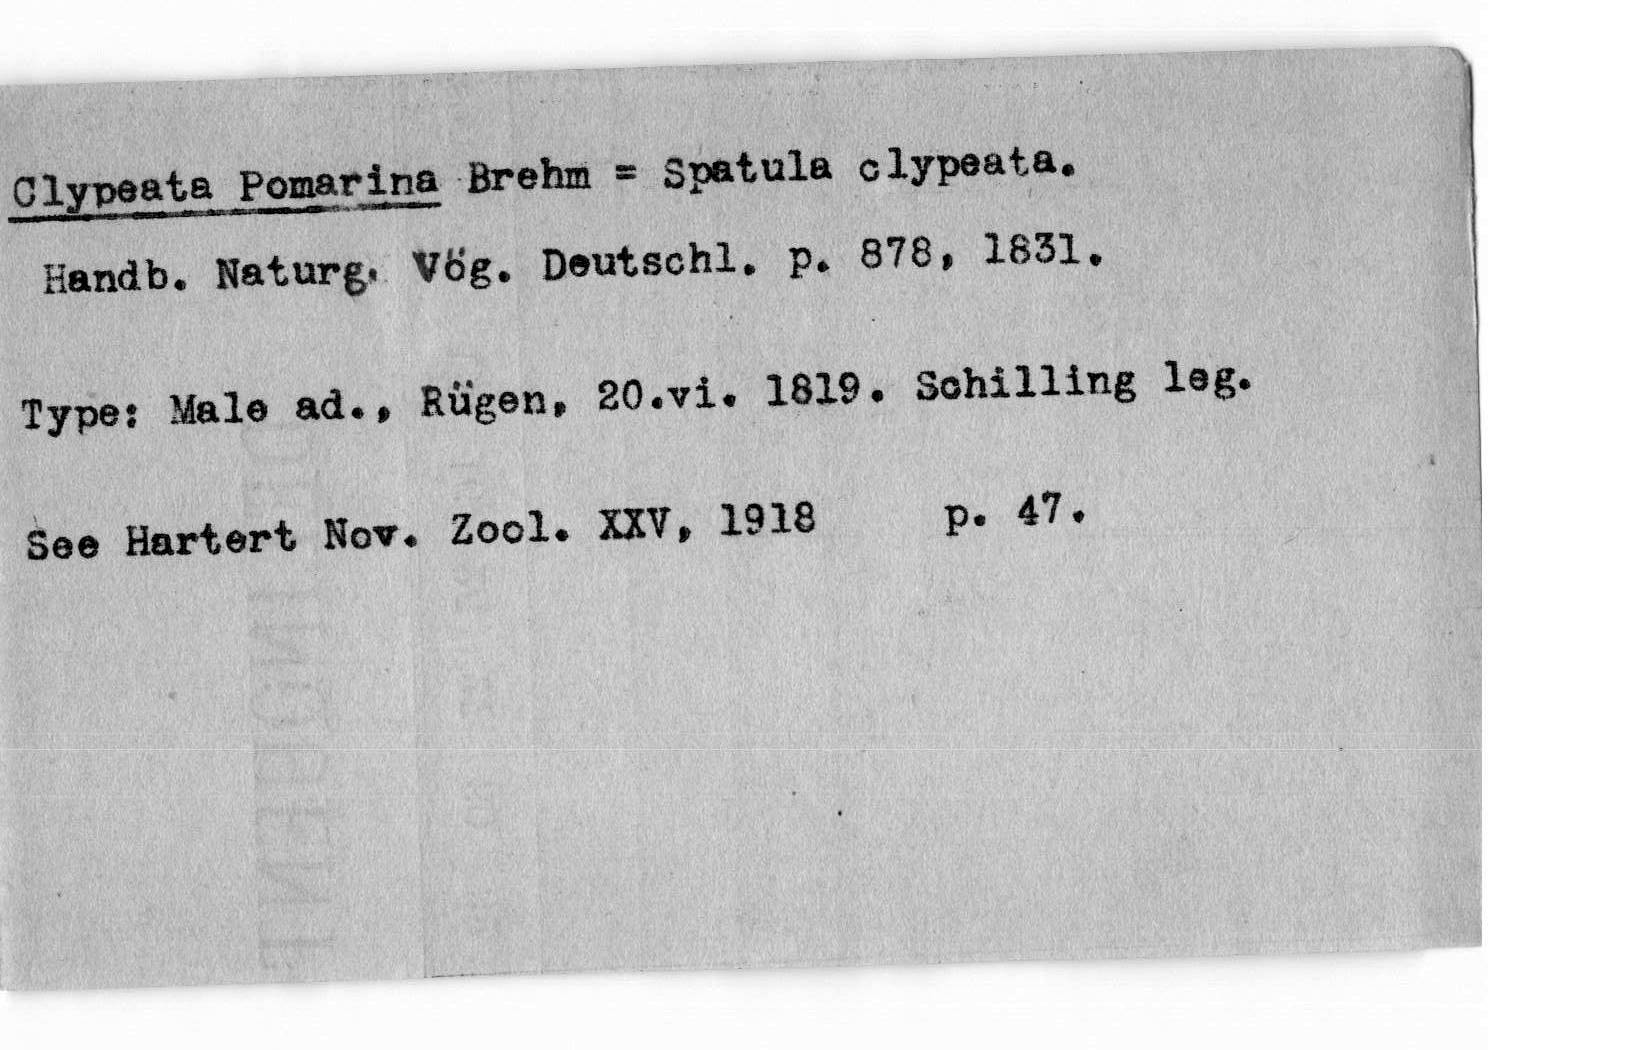 Clypeata Pomarina Brehm = Spatula clypeata.
Handb. Naturg. Vög. Deutschl. p. 878, 1831.
Type: Male ad., Rügen, 20.vi. 1819. Schilling leg.
See Hartert Nov. Zool. XXV, 1918 p. 47.